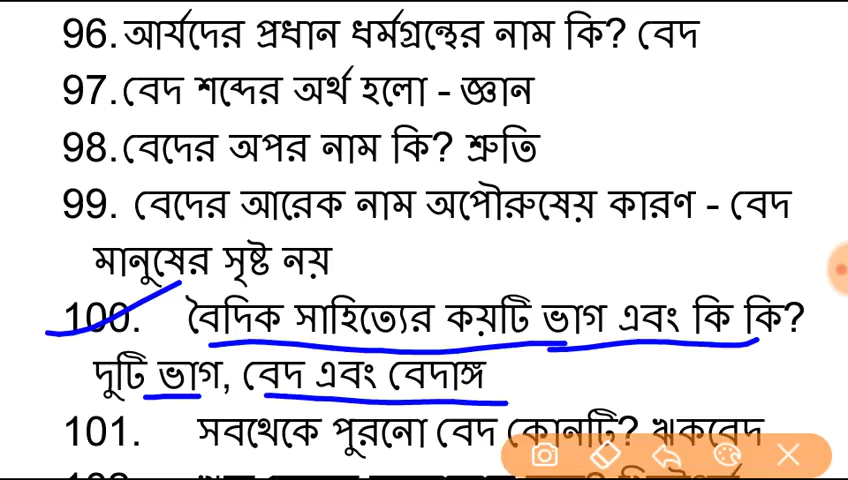 96. আর্যদের প্রধান ধর্মগ্রন্থের নাম কি? বেদ
97. বেদ শব্দের অর্থ হলো - জ্ঞান
98. বেদের অপর নাম কি? শ্রুতি
99. বেদের আরেক নাম অপৌরুষেয় কারণ - বেদ
মানুষের সৃষ্ট নয়
100. বৈদিক সাহিত্যের কয়টি ভাগ এবং কি কি?
দুটি ভাগ, বেদ এবং বেদাঙ্গ
101. সবথেকে পুরনো বেদ কোনটি? ঋকবেদ